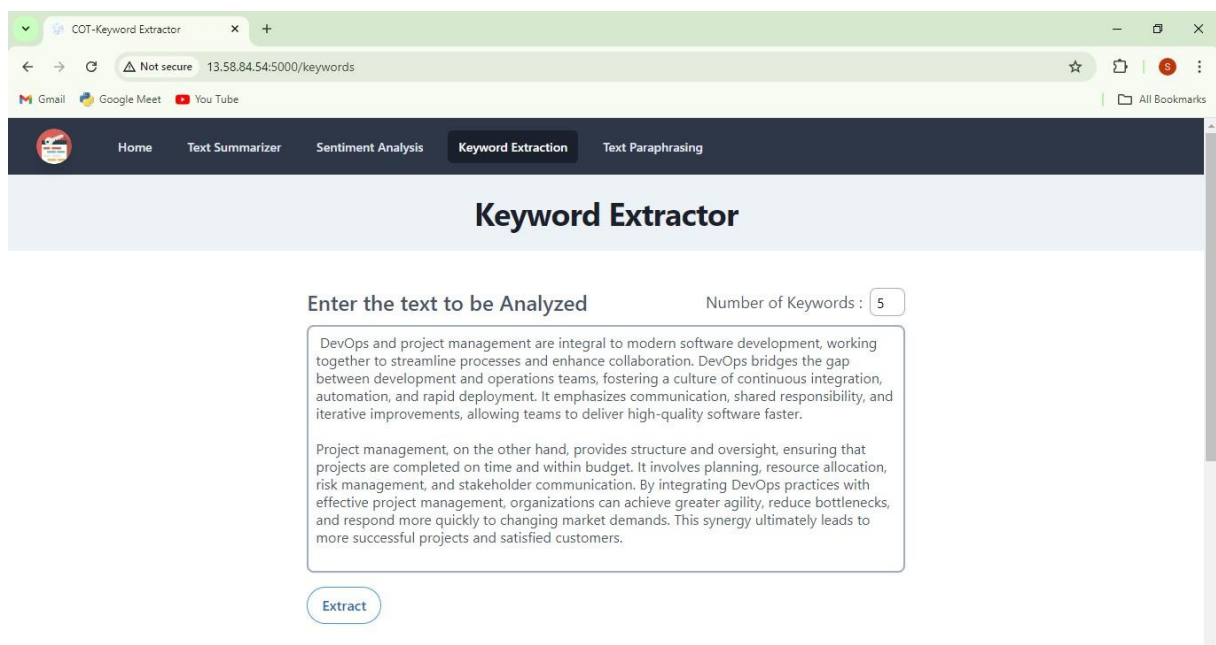 COT-Keyword Extractor
Not secure 13.58.84.54:5000/keywords
S
Gmail Google Meet You Tube All Bookmarks
Home Text Summarizer Sentiment Analysis Keyword Extraction Text Paraphrasing
Keyword Extractor
Enter the text to be Analyzed Number of Keywords : 5
DevOps and project management are integral to modern software development, working
together to streamline processes and enhance collaboration. DevOps bridges the gap
between development and operations teams, fostering a culture of continuous integration,
automation, and rapid deployment. It emphasizes communication, shared responsibility, and
iterative improvements, allowing teams to deliver high-quality software faster.
Project management, on the other hand, provides structure and oversight, ensuring that
projects are completed on time and within budget. It involves planning, resource allocation,
risk management, and stakeholder communication. By integrating DevOps practices with
effective project management, organizations can achieve greater agility, reduce bottlenecks,
and respond more quickly to changing market demands. This synergy ultimately leads to
more successful projects and satisfied customers.
Extract